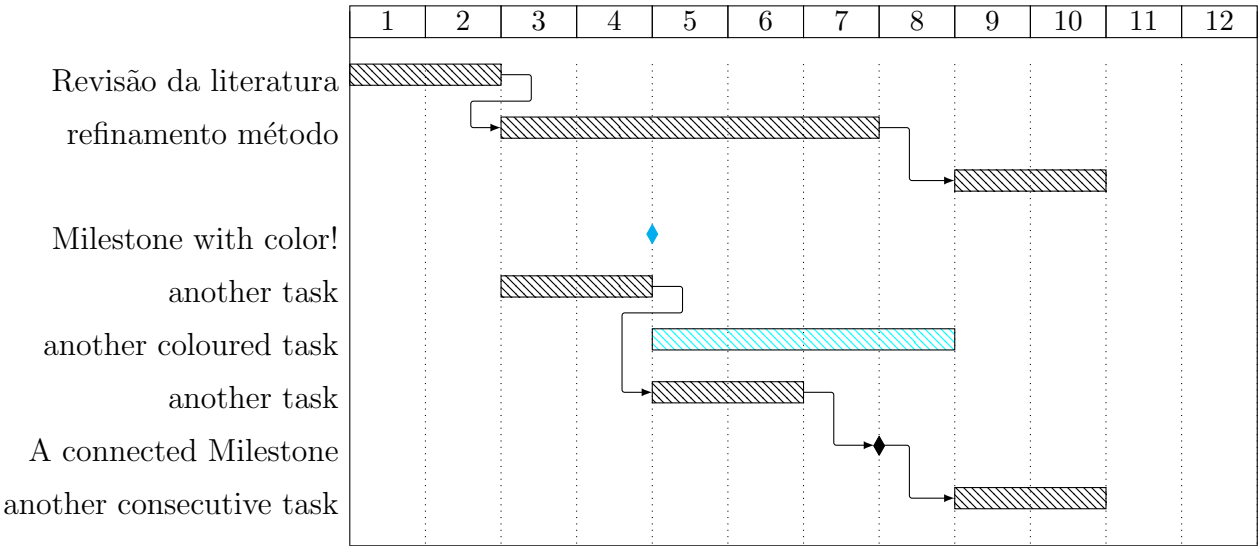 1 2 3 4 5 6 7 8 9 10 11 12
Revisão da literatura
refinamento método
Milestone with color!
another task
another coloured task
another task
A connected Milestone
another consecutive task